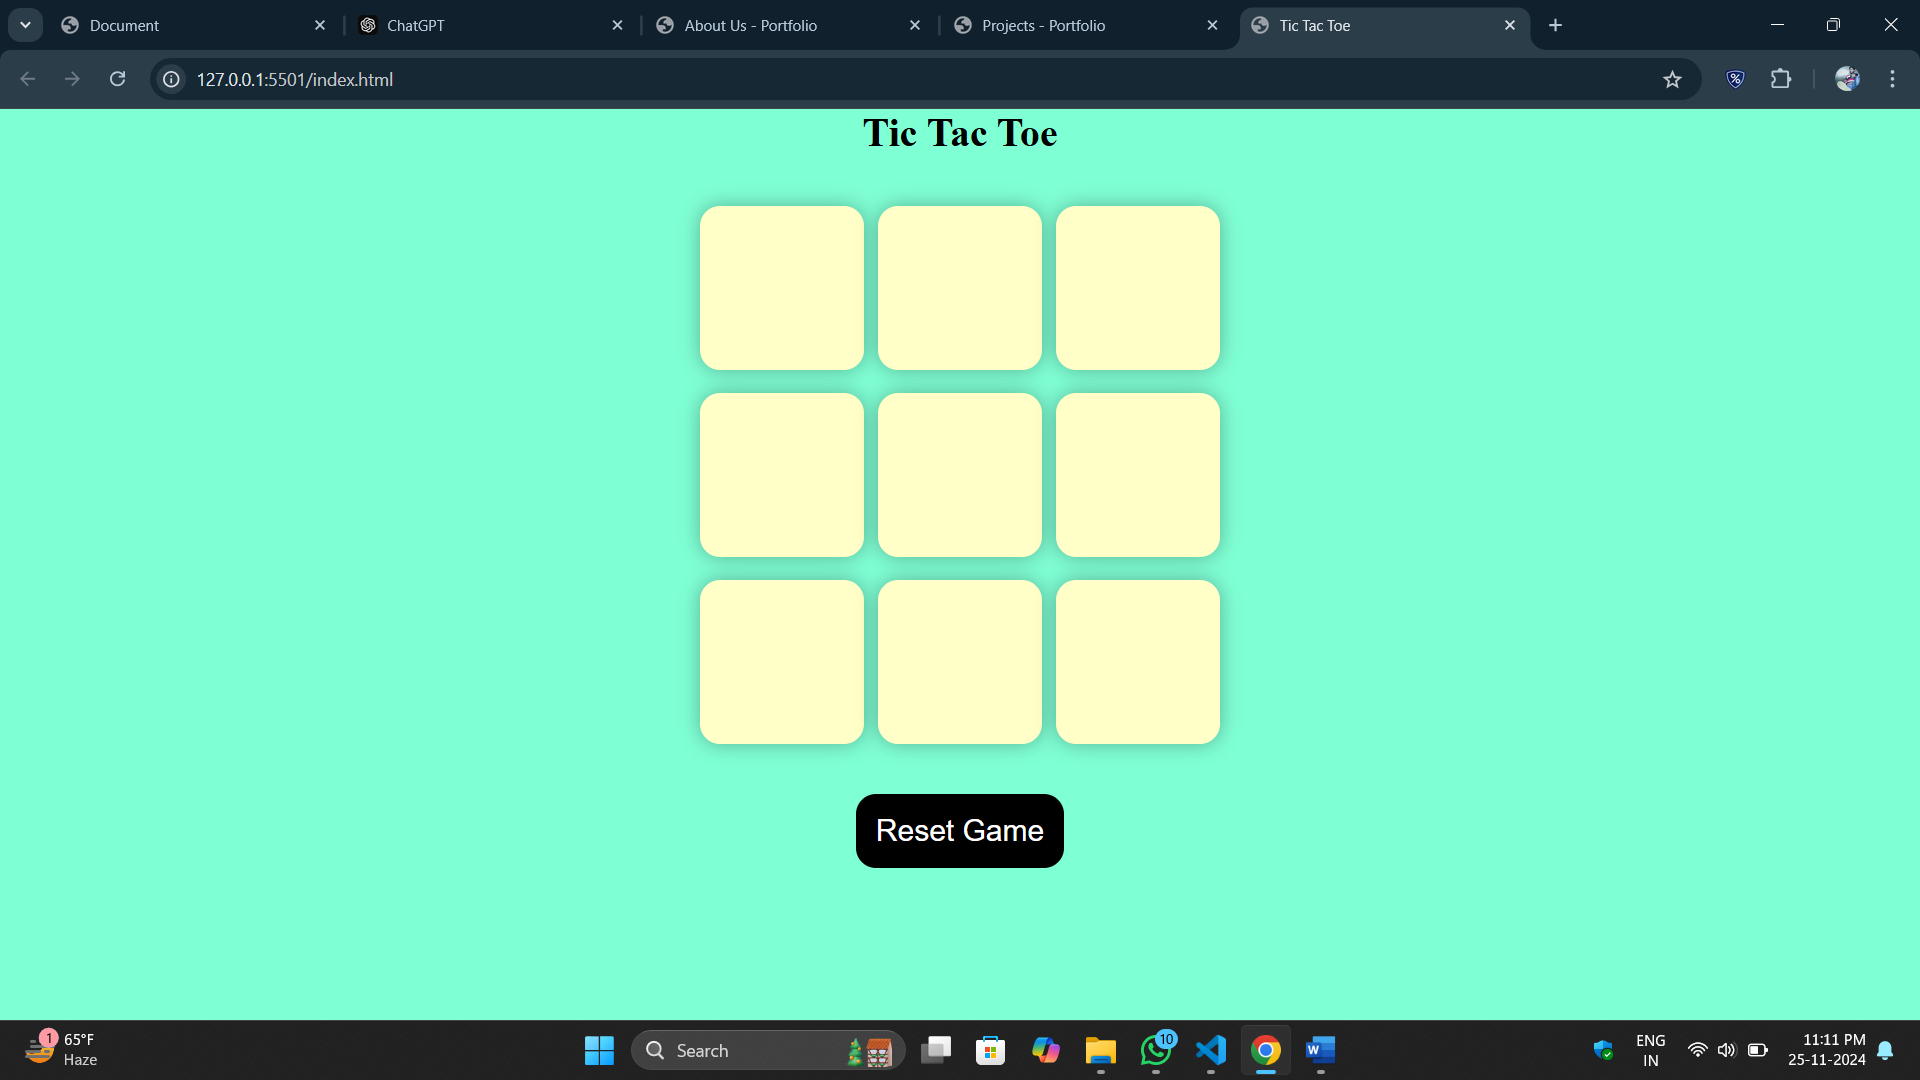 Document
ChatGPT
About Us - Portfolio
Projects - Portfolio
Tic Tac Toe
127.0.0.1:5501/index.html
Tic Tac Toe
Reset Game
1
65°F
Haze
Search
10
W
ENG
IN
11:11 PM
25-11-2024